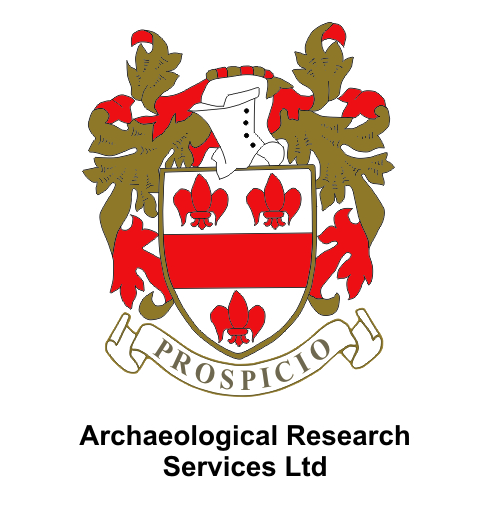 PROSPICIO
Archaeological Research
Services Ltd